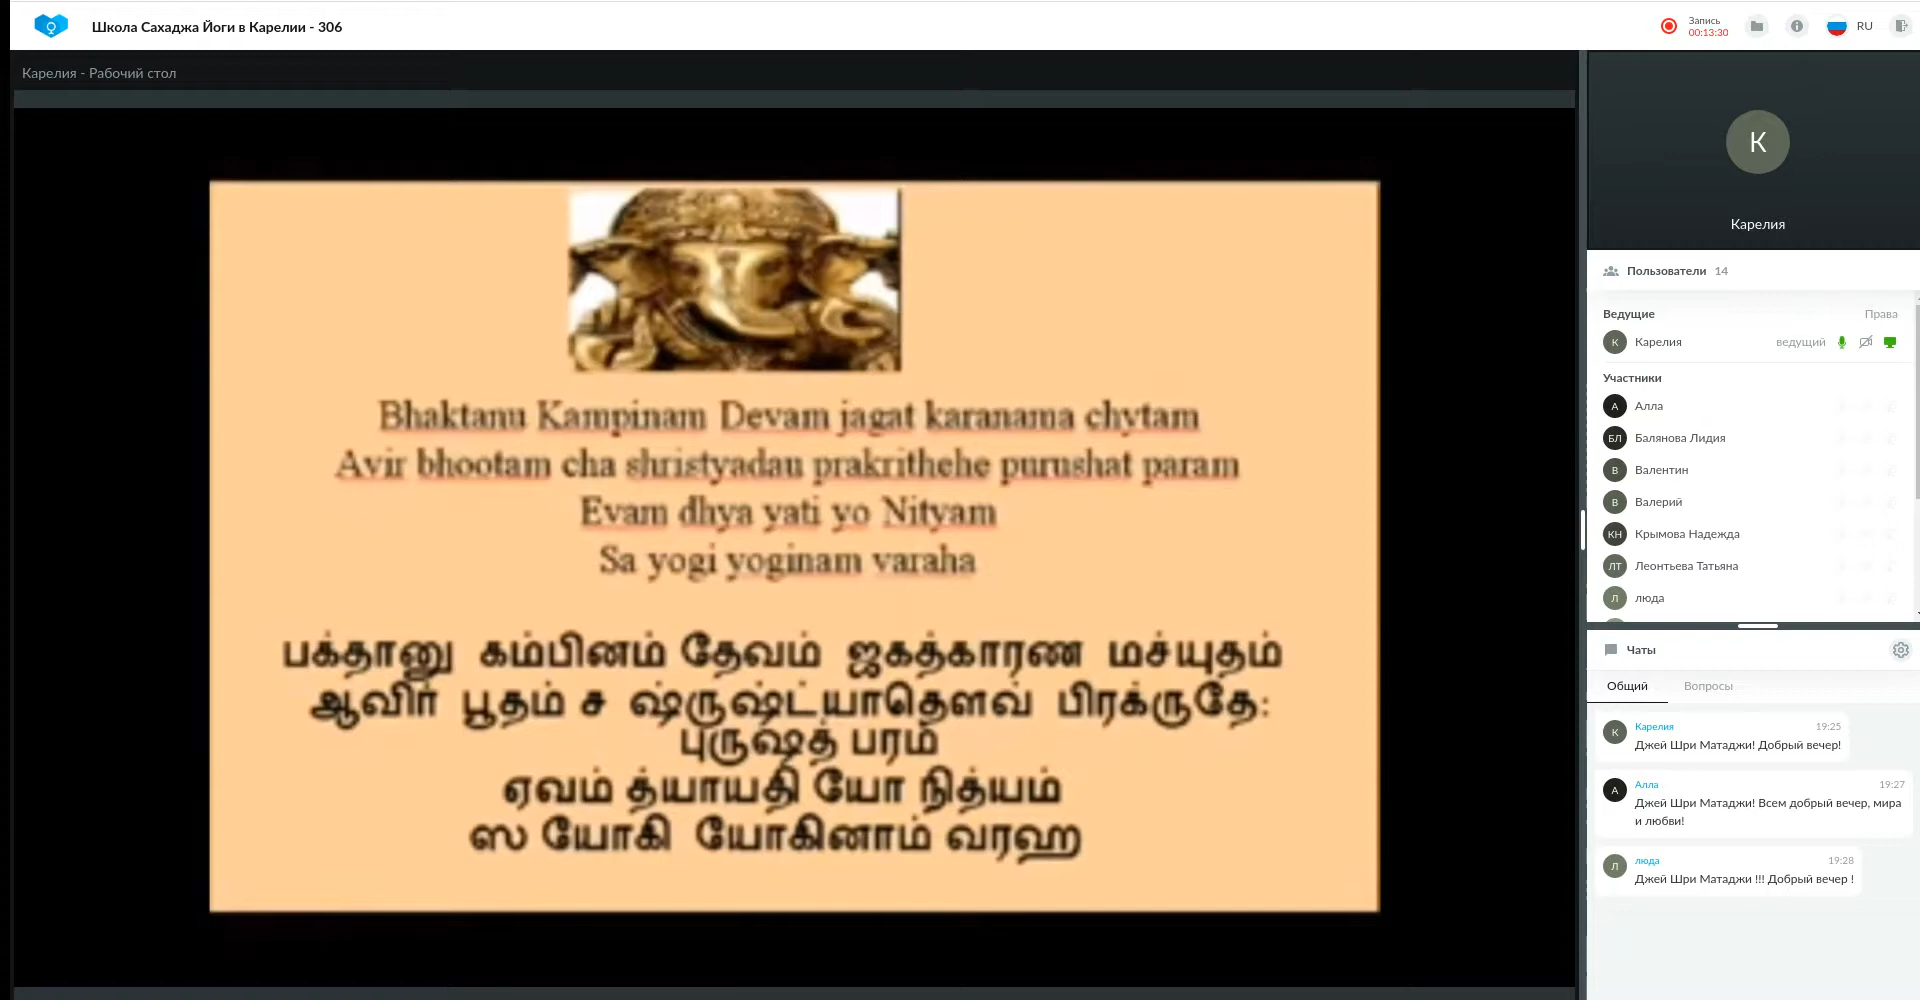 Школа Сахаджа Йоги в Карелии - 306
Запись
00:13:30
RU
Карелия - Рабочий стол
Bhaktanu Kampinam Devam jagat karanama chytam
Avir bhootam cha shristyadau prakrithehe purushat param
Evam dhya yati yo Nityam
Sa yogi yoginam varaha
பக்தானு கம்பினம் தேவம் ஜகத்காரண மச்யுதம்
ஆவிர் பூதம் ச ஷ்ருஷ்ட்யாதௌவ் பிரக்ருதே:
புருஷத் பரம்
ஏவம் த்யாயதி யோ நித்யம்
ஸ யோகி யோகினாம் வரஹ
К
Карелия
Пользователи 14
Ведущие Права
К Карелия ведущий
Участники
А Алла
БЛ Балянова Лидия
В Валентин
В Валерий
КН Крымова Надежда
ЛТ Леонтьева Татьяна
Л люда
Чаты
Общий Вопросы
К Карелия 19:25
Джей Шри Матаджи! Добрый вечер!
А Алла 19:27
Джей Шри Матаджи! Всем добрый вечер, мира
и любви!
Л люда 19:28
Джей Шри Матаджи !!! Добрый вечер !